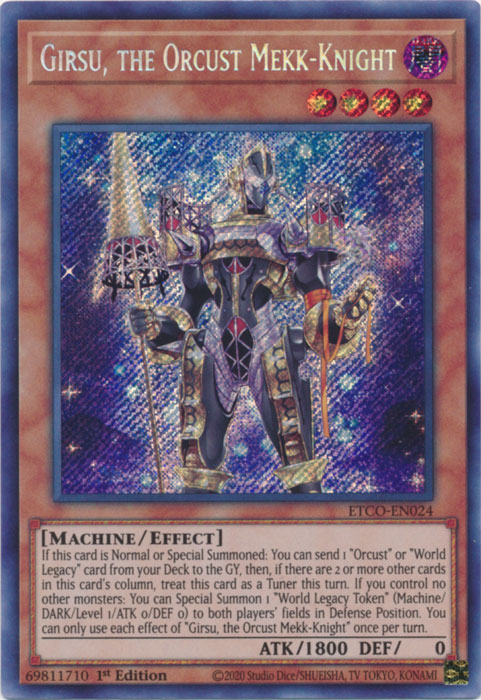 GIRSU, THE ORCUST MEKK-KNIGHT
ETCO-EN024
[MACHINE/EFFECT]
If this card is Normal or Special Summoned: You can send 1 "Orcust" or "World
Legacy" card from your Deck to the GY, then, if there are 2 or more other cards
in this card's column, treat this card as a Tuner this turn. If you control no
other monsters: You can Special Summon 1 "World Legacy Token" (Machine/
DARK/Level 1/ATK 0/DEF 0) to both players' fields in Defense Position. You
can only use each effect of "Girsu, the Orcust Mekk-Knight" once per turn.
ATK/1800 DEF/ 0
69811710 1st Edition ©2020 Studio Dice/SHUEISHA, TV TOKYO, KONAMI